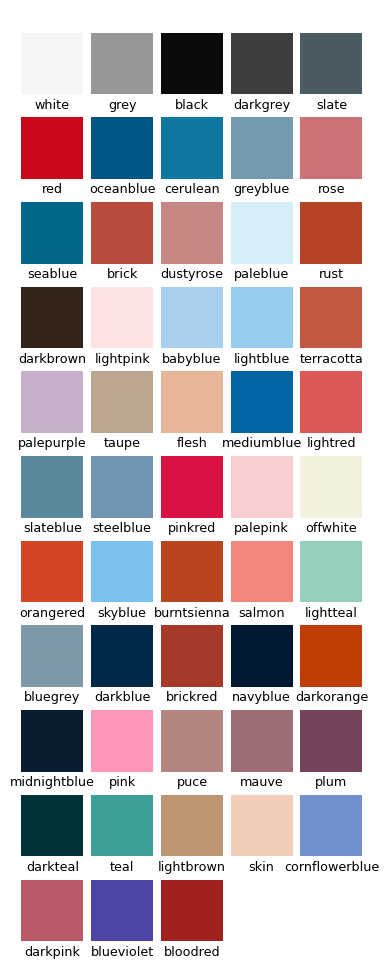 white grey black darkgrey slate
red oceanblue cerulean greyblue rose
seablue brick dustyrose paleblue rust
darkbrown lightpink babyblue lightblue terracotta
palepurple taupe flesh mediumblue lightred
slateblue steelblue pinkred palepink offwhite
orangered skyblue burntsienna salmon lightteal
bluegrey darkblue brickred navyblue darkorange
midnightblue pink puce mauve plum
darkteal teal lightbrown skin cornflowerblue
darkpink blueviolet bloodred